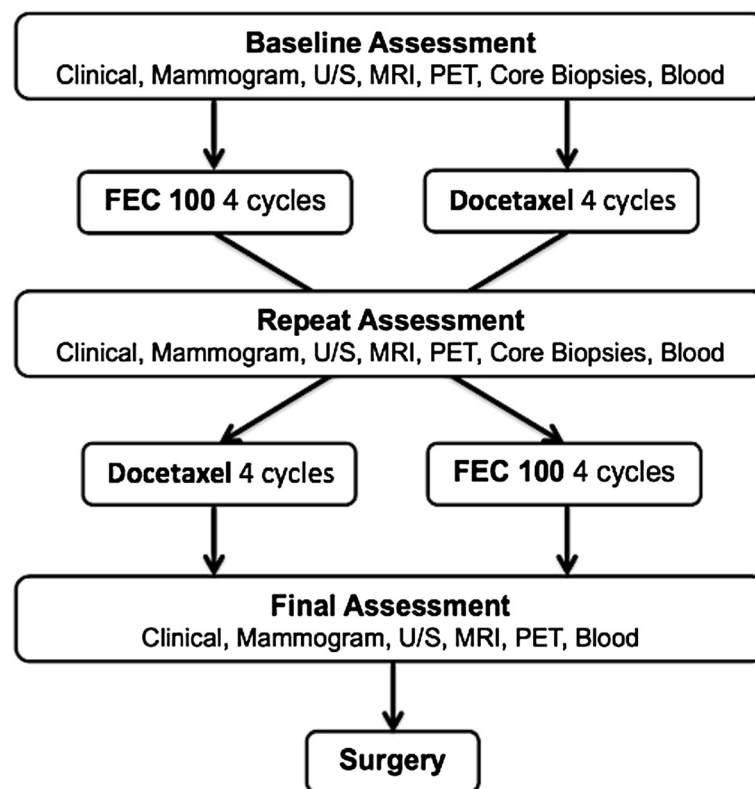 Baseline Assessment
Clinical, Mammogram, U/S, MRI, PET, Core Biopsies, Blood
FEC 100 4 cycles
Docetaxel 4 cycles
Repeat Assessment
Clinical, Mammogram, U/S, MRI, PET, Core Biopsies, Blood
Docetaxel 4 cycles
FEC 100 4 cycles
Final Assessment
Clinical, Mammogram, U/S, MRI, PET, Blood
Surgery